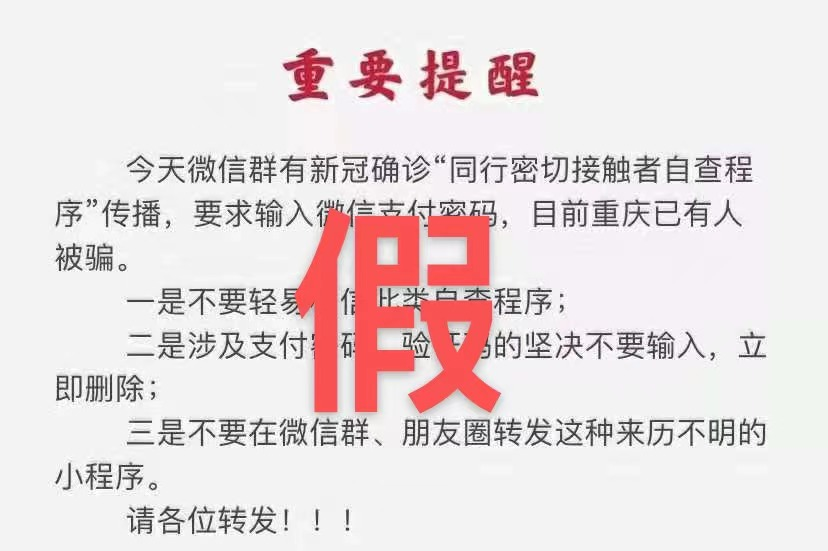 重要提醒
今天微信群有新冠确诊“同行密切接触者自查程
序”传播，要求输入微信支付密码，目前重庆已有人
被骗。
一是不要轻易相信此类自查程序；
二是涉及支付密码、验证码的坚决不要输入，立
即删除；
三是不要在微信群、朋友圈转发这种来历不明的
小程序。
请各位转发！！！
假